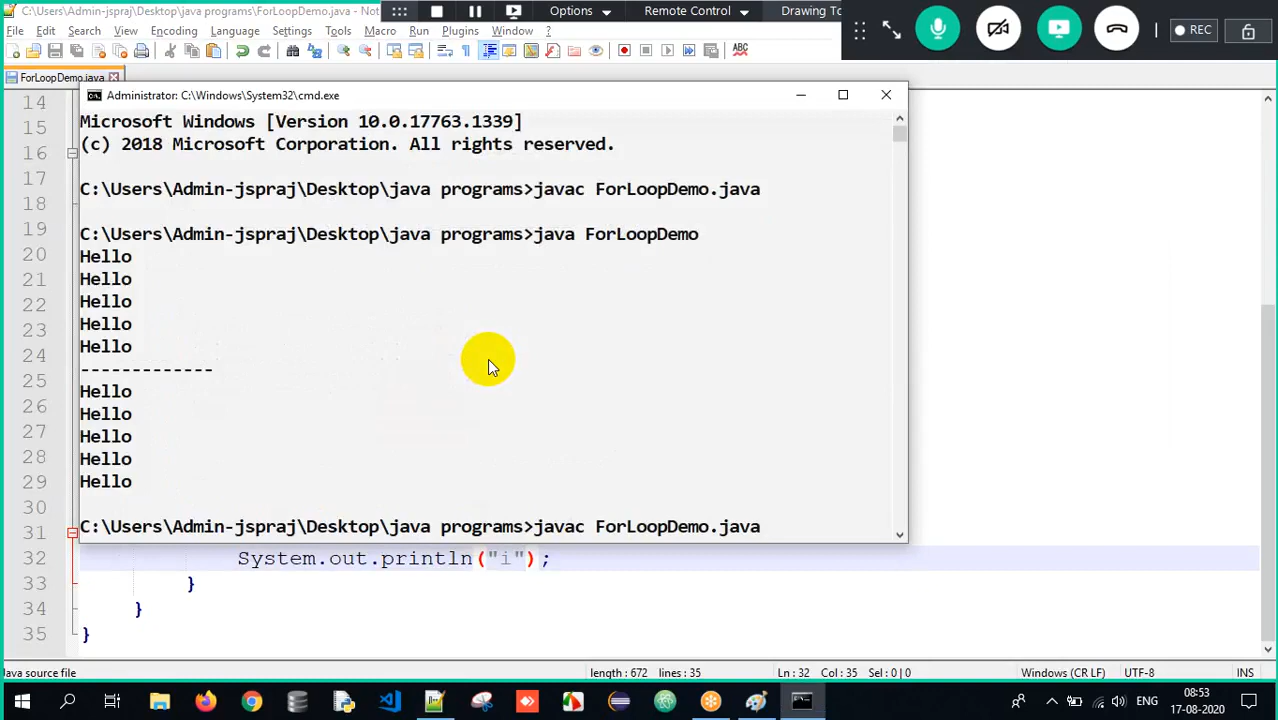 C:\Users\Admin-jspraj\Desktop\java programs\ForLoopDemo.java - Not
Options
Remote Control
Drawing To
REC
File Edit Search View Encoding Language Settings Tools Macro Run Plugins Window ?
ABC
ForLoopDemo.java
Administrator: C:\Windows\System32\cmd.exe
14
Microsoft Windows [Version 10.0.17763.1339]
15
(c) 2018 Microsoft Corporation. All rights reserved.
16
17
C:\Users\Admin-jspraj\Desktop\java programs>javac ForLoopDemo.java
18
19
C:\Users\Admin-jspraj\Desktop\java programs>java ForLoopDemo
20
Hello
21
Hello
22
Hello
23
Hello
24
Hello
-------------
25
Hello
26
Hello
27
Hello
28
Hello
29
Hello
30
31
C:\Users\Admin-jspraj\Desktop\java programs>javac ForLoopDemo.java
32 System.out.println("i");
33 }
34 }
35 }
Java source file
length : 672 lines : 35
Ln : 32 Col : 35 Sel : 0 | 0
Windows (CR LF)
UTF-8
INS
ENG
08:53
17-08-2020